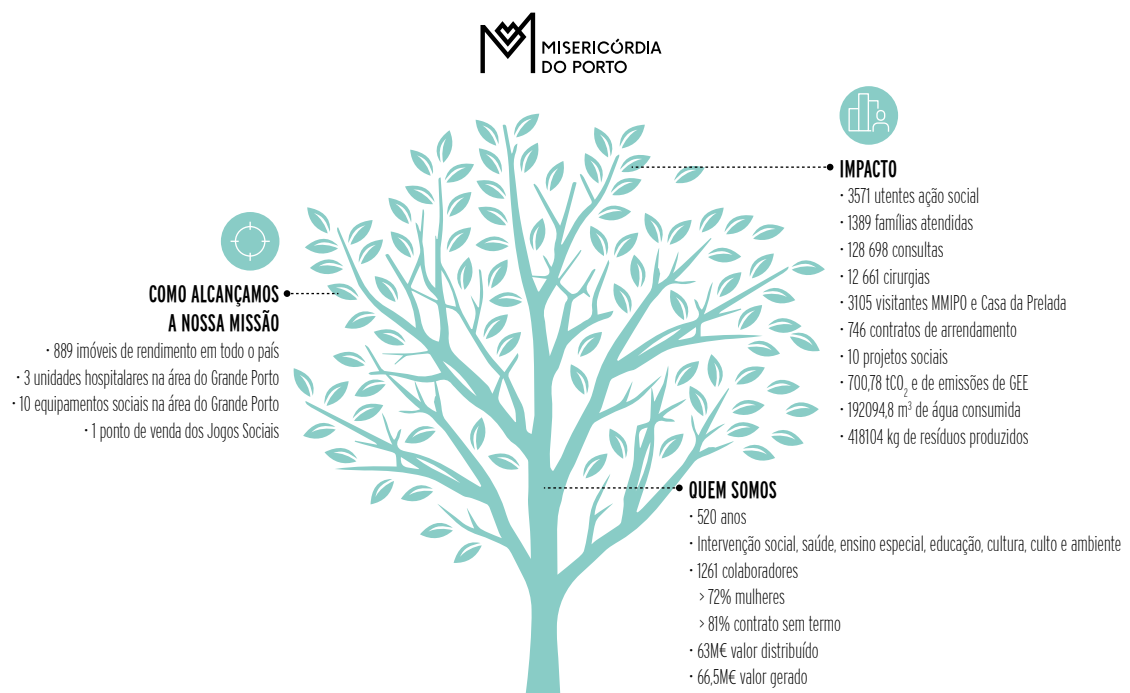 MISERICÓRDIA
DO PORTO
COMO ALCANÇAMOS
A NOSSA MISSÃO
· 889 imóveis de rendimento em todo o país
· 3 unidades hospitalares na área do Grande Porto
· 10 equipamentos sociais na área do Grande Porto
· 1 ponto de venda dos Jogos Sociais
IMPACTO
· 3571 utentes ação social
· 1389 famílias atendidas
· 128 698 consultas
· 12 661 cirurgias
· 3105 visitantes MMIPO e Casa da Prelada
· 746 contratos de arrendamento
· 10 projetos sociais
· 700,78 tCO₂ e de emissões de GEE
· 192094,8 m³ de água consumida
· 418104 kg de resíduos produzidos
QUEM SOMOS
· 520 anos
· Intervenção social, saúde, ensino especial, educação, cultura, culto e ambiente
· 1261 colaboradores
> 72% mulheres
> 81% contrato sem termo
· 63M€ valor distribuído
· 66,5M€ valor gerado